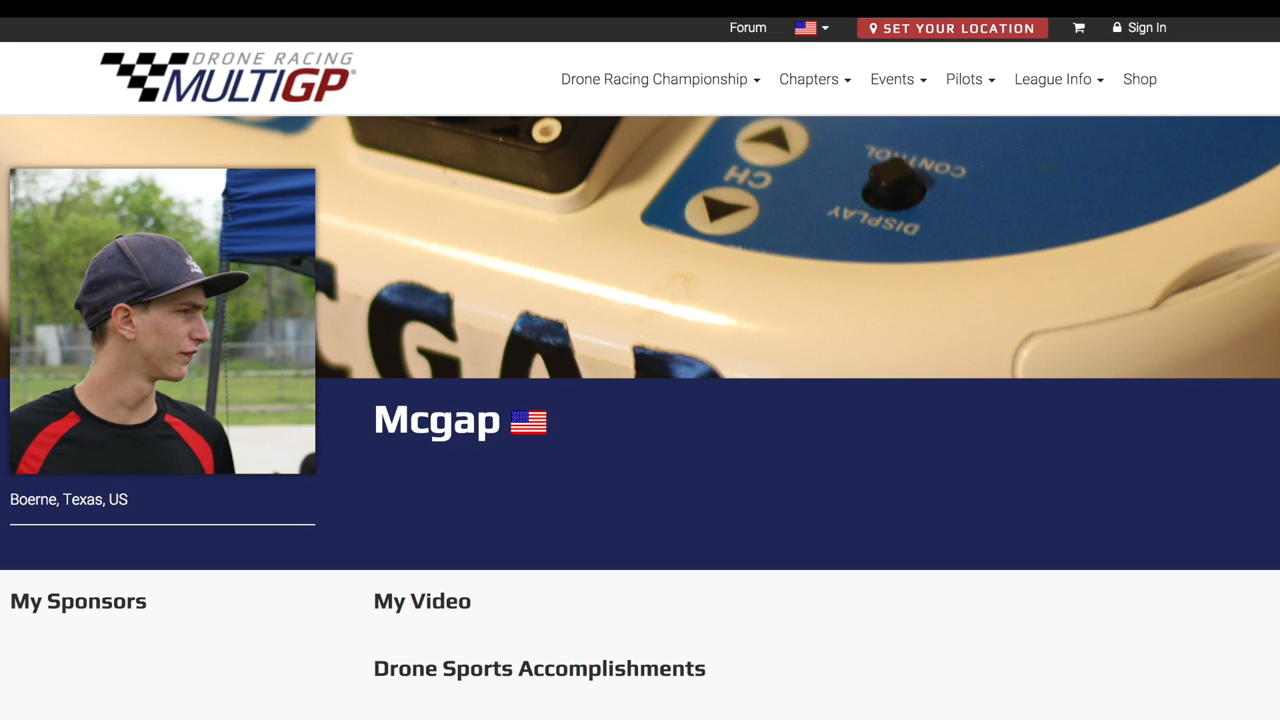 Forum
SET YOUR LOCATION
Sign In
DRONE RACING
MULTIGP®
Drone Racing Championship
Chapters
Events
Pilots
League Info
Shop
CH
CONTROL
DISPLAY
CGAP
Mcgap
Boerne, Texas, US
My Sponsors
My Video
Drone Sports Accomplishments